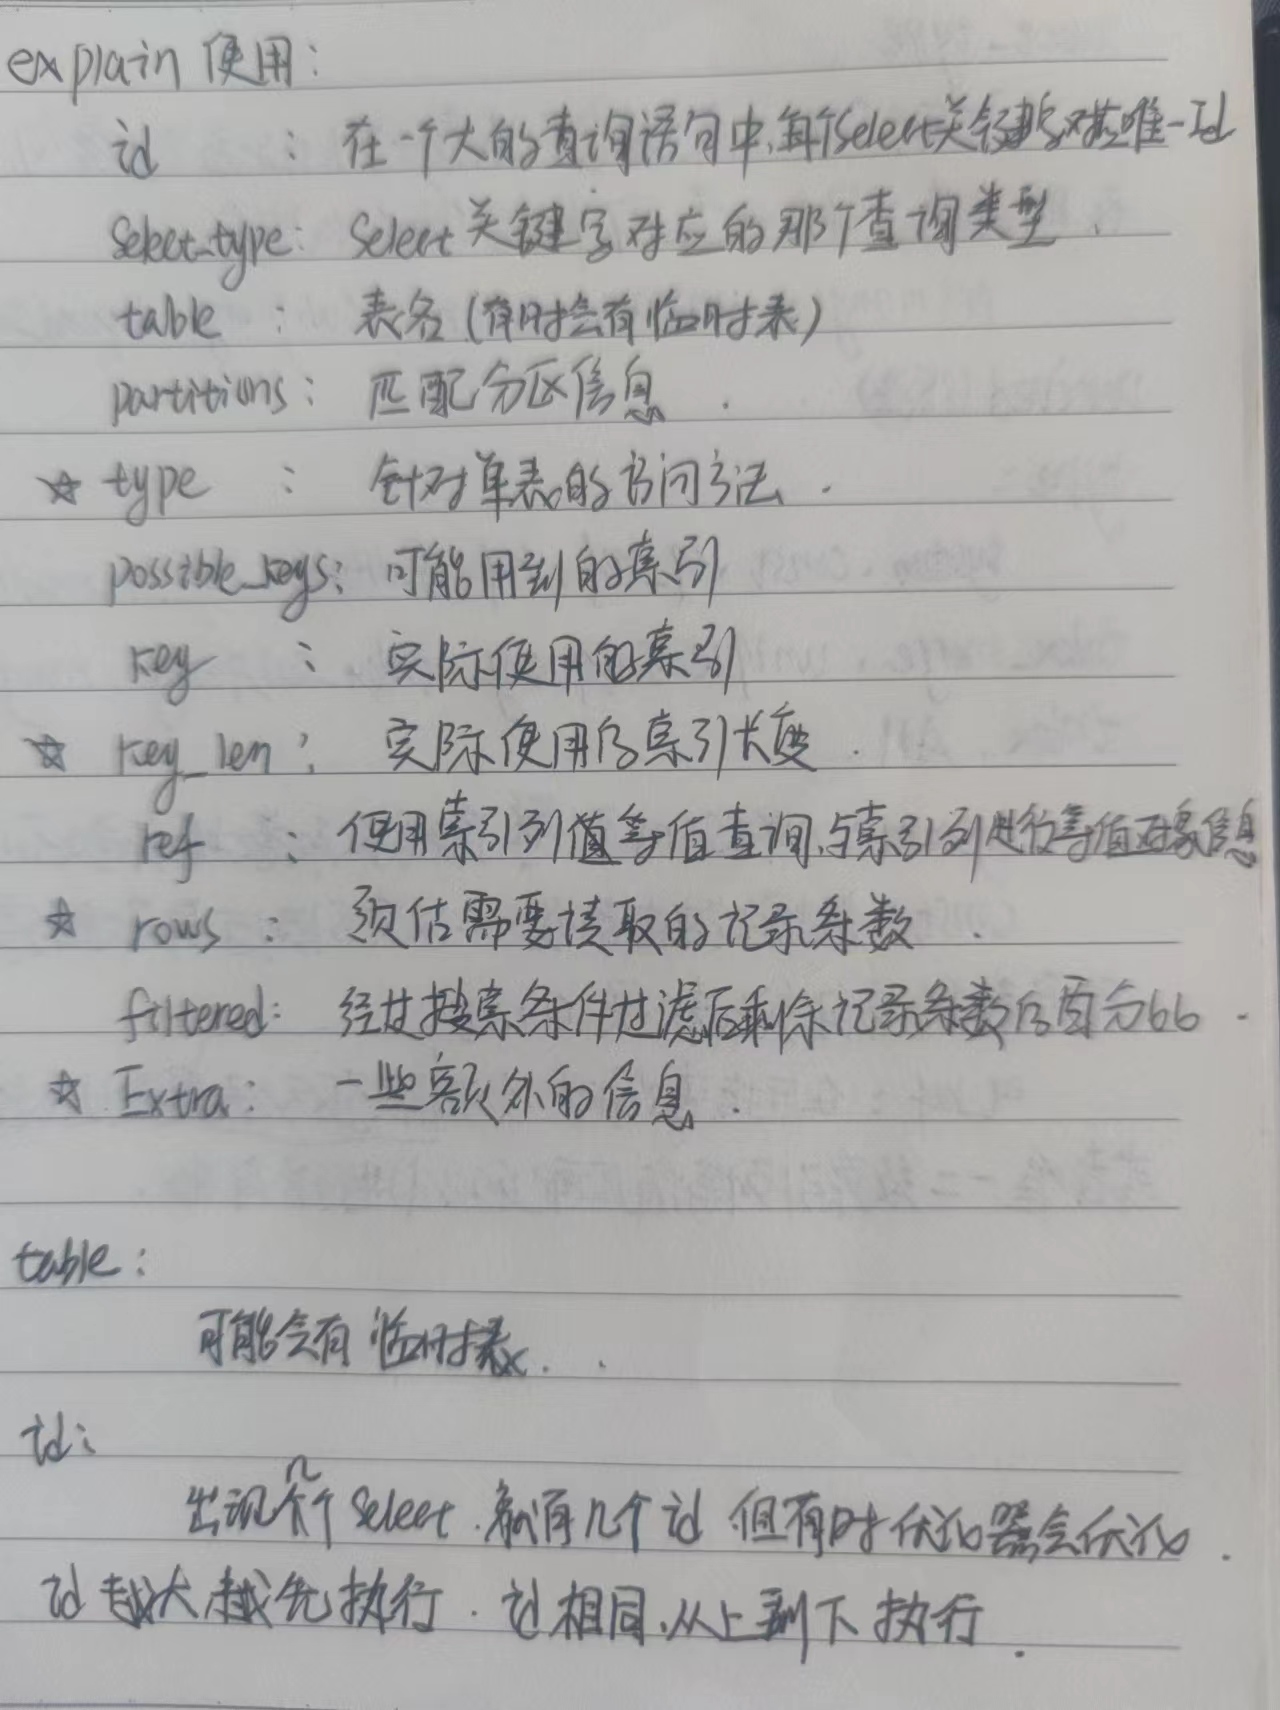 explain 使用：
id ：在一个大的查询语句中，每个select关键字对应唯一Id
Select_type： Select关键字对应的那个查询类型．
table ：表名（有时会有临时表）
partitions：匹配分区信息．
☆ type ：针对单表的访问方法．
possible_keys：可能用到的索引
key ：实际使用的索引
☆ key_len：实际使用的索引长度．
ref ：使用索引列值等值查询，与索引列进行等值对象信息
☆ rows ：预估需要读取的记录条数．
filtered：经过搜索条件过滤后剩余记录条数的百分比．
☆ Extra：一些额外的信息．
table：
可能会有临时表．
id：
出现几个select．就有几个id 但有时优化器会优化．
id越大越先执行．id相同，从上到下执行．